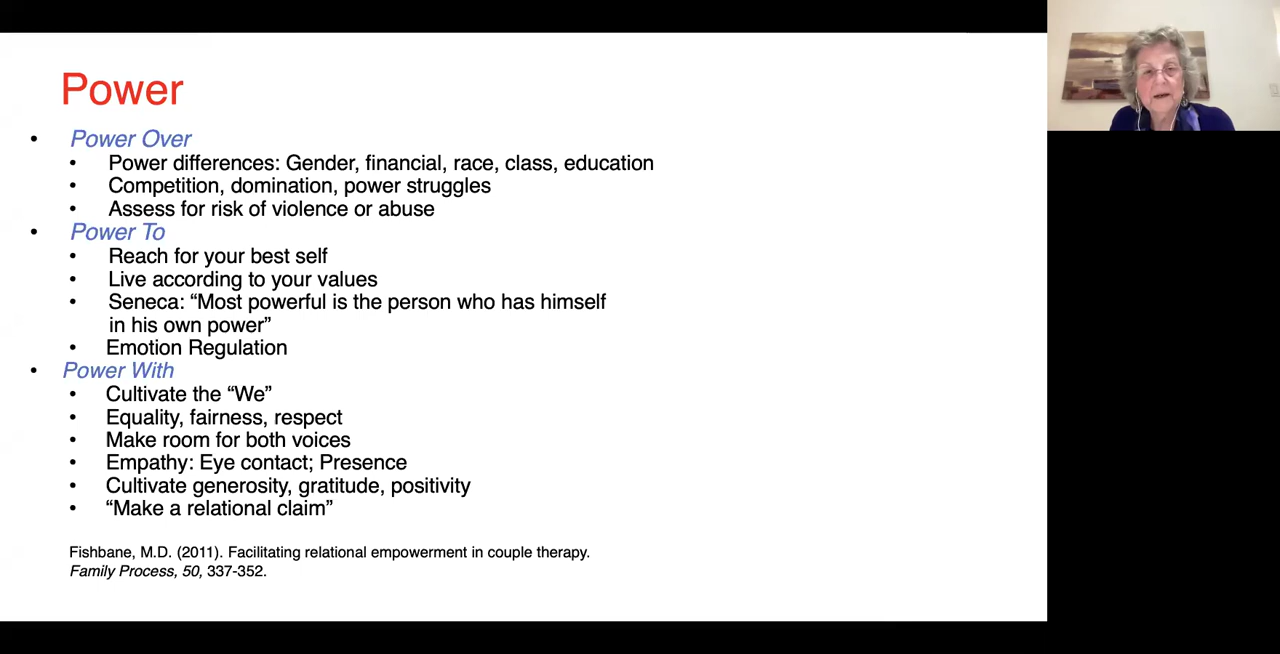 Power
• Power Over
• Power differences: Gender, financial, race, class, education
• Competition, domination, power struggles
• Assess for risk of violence or abuse
• Power To
• Reach for your best self
• Live according to your values
• Seneca: “Most powerful is the person who has himself
in his own power”
• Emotion Regulation
• Power With
• Cultivate the “We”
• Equality, fairness, respect
• Make room for both voices
• Empathy: Eye contact; Presence
• Cultivate generosity, gratitude, positivity
• “Make a relational claim”
Fishbane, M.D. (2011). Facilitating relational empowerment in couple therapy.
Family Process, 50, 337-352.